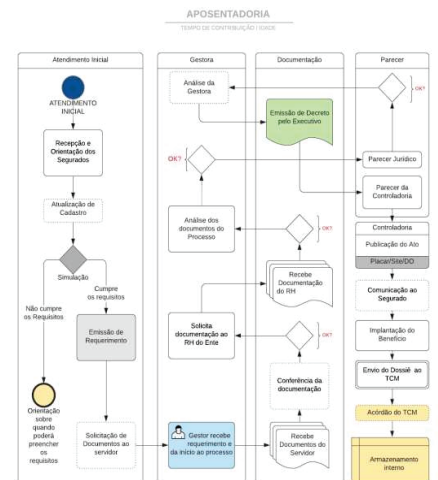 APOSENTADORIA
TEMPO DE CONTRIBUIÇÃO / IDADE
Atendimento Inicial
ATENDIMENTO
INICIAL
Recepção e
Orientação dos
Segurados
Atualização de
Cadastro
Simulação
Não cumpre
os Requisitos
Cumpre
os requisitos
Emissão de
Requerimento
Orientação
sobre
quando
poderá
preencher
os
requisitos
Solicitação de
Documentos ao
servidor
Gestora
Análise da
Gestora
OK?
Análise dos
documentos do
Processo
Solicita
documentação ao
RH do Ente
Gestor recebe
requerimento e
da início ao processo
Documentação
Emissão de Decreto
pelo Executivo
OK?
Recebe
Documentação
do RH
OK?
Conferência da
documentação
Recebe
Documentos do
Servidor
Parecer
OK?
Parecer Jurídico
Parecer da
Controladoria
Controladoria
Publicação do Ato
Placar/Site/DO
Comunicação ao
Segurado
Implantação do
Benefício
Envio do Dossiê ao
TCM
Acórdão do TCM
Armazenamento
interno